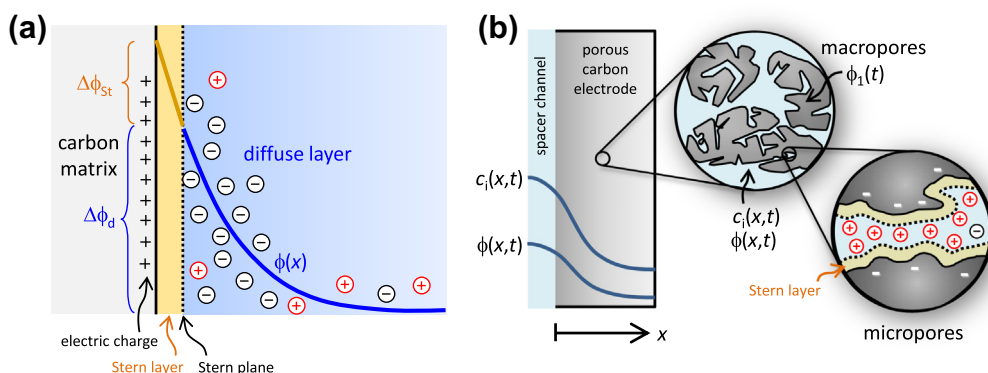 (a)
ΔϕSt
carbon
matrix
Δϕd
+
+
+
+
+
+
+
+
+
+
diffuse layer
ϕ(x)
electric charge
Stern layer
Stern plane
(b)
spacer channel
porous
carbon
electrode
ci(x,t)
ϕ(x,t)
x
macropores
ϕ1(t)
ci(x,t)
ϕ(x,t)
Stern layer
micropores